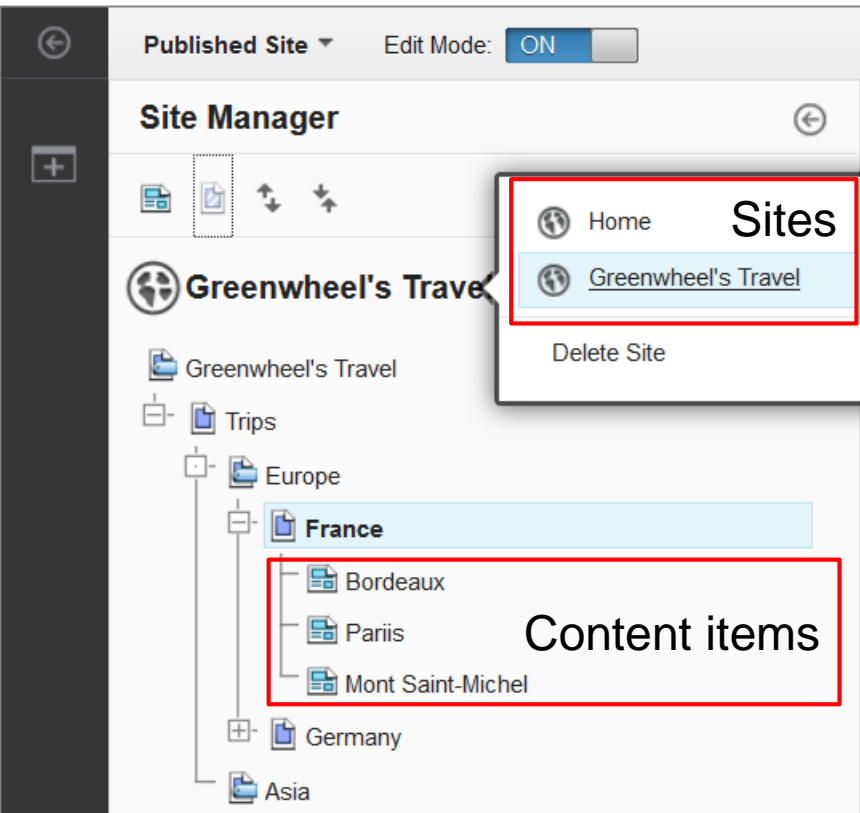 Published Site Edit Mode: ON
Site Manager
Home Sites
Greenwheel's Travel
Greenwheel's Trave
Delete Site
Greenwheel's Travel
Trips
Europe
France
Bordeaux
Pariis Content items
Mont Saint-Michel
Germany
Asia